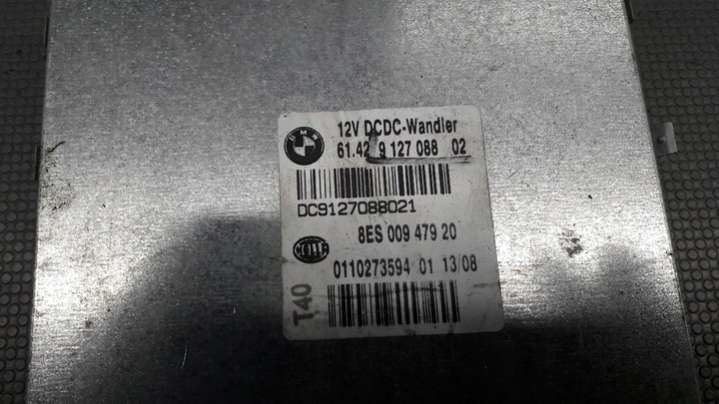 BMW
12V DCDC-Wandler
61.42 9 127 088 02
DC9127088021
8ES 009 479 20
0110273594 01 13/08
T40